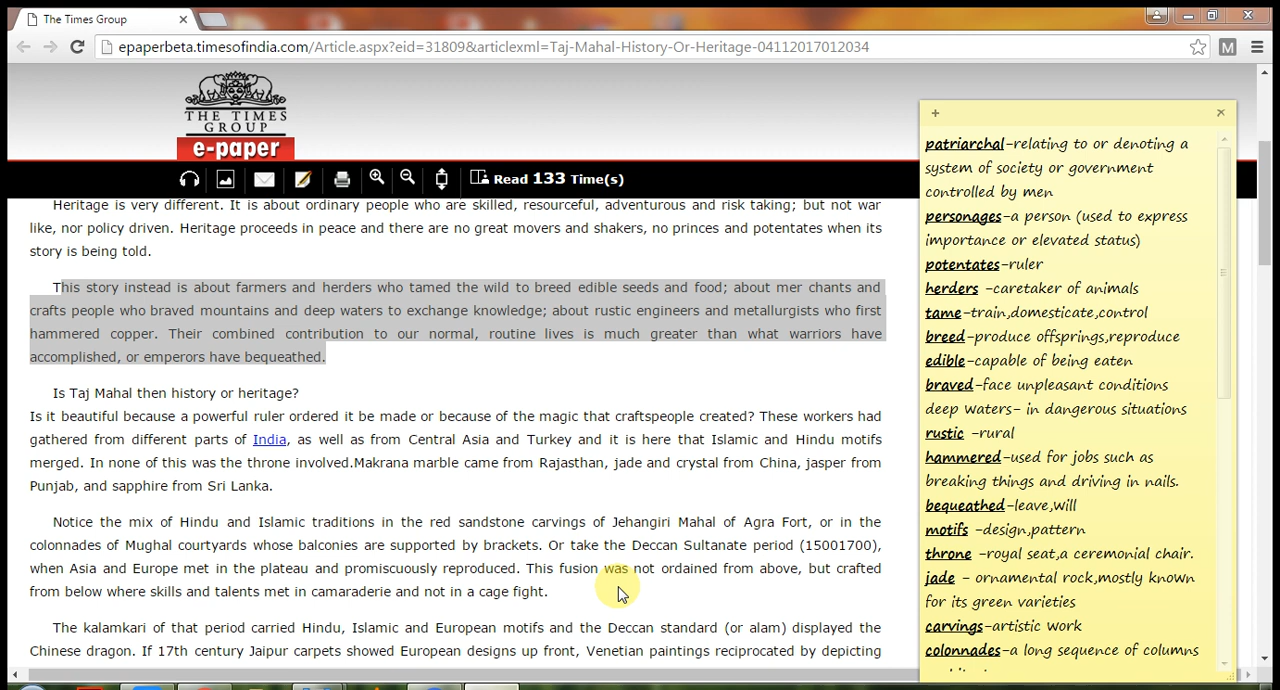 The Times Group
epaperbeta.timesofindia.com/Article.aspx?eid=31809&articlexml=Taj-Mahal-History-Or-Heritage-04112017012034
M
THE TIMES
GROUP
e-paper
Read 133 Time(s)
Heritage is very different. It is about ordinary people who are skilled, resourceful, adventurous and risk taking; but not war
like, nor policy driven. Heritage proceeds in peace and there are no great movers and shakers, no princes and potentates when its
story is being told.
This story instead is about farmers and herders who tamed the wild to breed edible seeds and food; about mer chants and
crafts people who braved mountains and deep waters to exchange knowledge; about rustic engineers and metallurgists who first
hammered copper. Their combined contribution to our normal, routine lives is much greater than what warriors have
accomplished, or emperors have bequeathed.
Is Taj Mahal then history or heritage?
Is it beautiful because a powerful ruler ordered it be made or because of the magic that craftspeople created? These workers had
gathered from different parts of India, as well as from Central Asia and Turkey and it is here that Islamic and Hindu motifs
merged. In none of this was the throne involved.Makrana marble came from Rajasthan, jade and crystal from China, jasper from
Punjab, and sapphire from Sri Lanka.
Notice the mix of Hindu and Islamic traditions in the red sandstone carvings of Jehangiri Mahal of Agra Fort, or in the
colonnades of Mughal courtyards whose balconies are supported by brackets. Or take the Deccan Sultanate period (15001700),
when Asia and Europe met in the plateau and promiscuously reproduced. This fusion was not ordained from above, but crafted
from below where skills and talents met in camaraderie and not in a cage fight.
The kalamkari of that period carried Hindu, Islamic and European motifs and the Deccan standard (or alam) displayed the
Chinese dragon. If 17th century Jaipur carpets showed European designs up front, Venetian paintings reciprocated by depicting
patriarchal-relating to or denoting a
system of society or government
controlled by men
personages-a person (used to express
importance or elevated status)
potentates-ruler
herders -caretaker of animals
tame-train,domesticate,control
breed-produce offsprings,reproduce
edible-capable of being eaten
braved-face unpleasant conditions
deep waters- in dangerous situations
rustic -rural
hammered-used for jobs such as
breaking things and driving in nails.
bequeathed-leave,will
motifs -design,pattern
throne -royal seat,a ceremonial chair.
jade - ornamental rock,mostly known
for its green varieties
carvings-artistic work
colonnades-a long sequence of columns